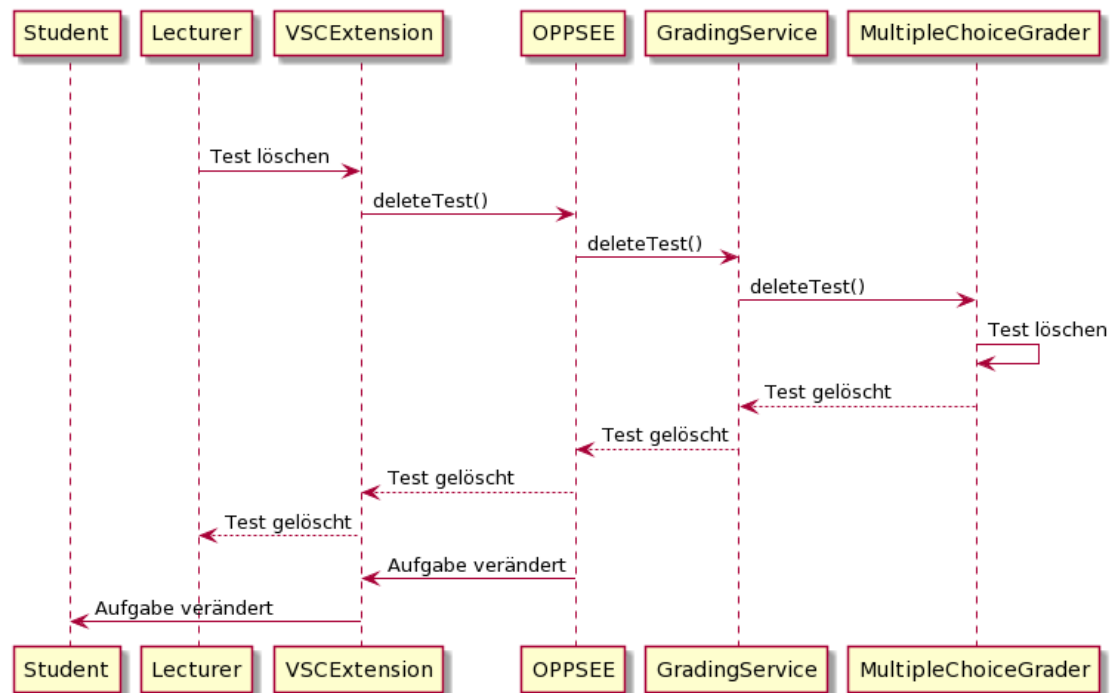 Student Lecturer VSCExtension OPPSEE GradingService MultipleChoiceGrader
Test löschen
deleteTest()
deleteTest()
deleteTest()
Test löschen
Test gelöscht
Test gelöscht
Test gelöscht
Test gelöscht
Aufgabe verändert
Aufgabe verändert
Student Lecturer VSCExtension OPPSEE GradingService MultipleChoiceGrader